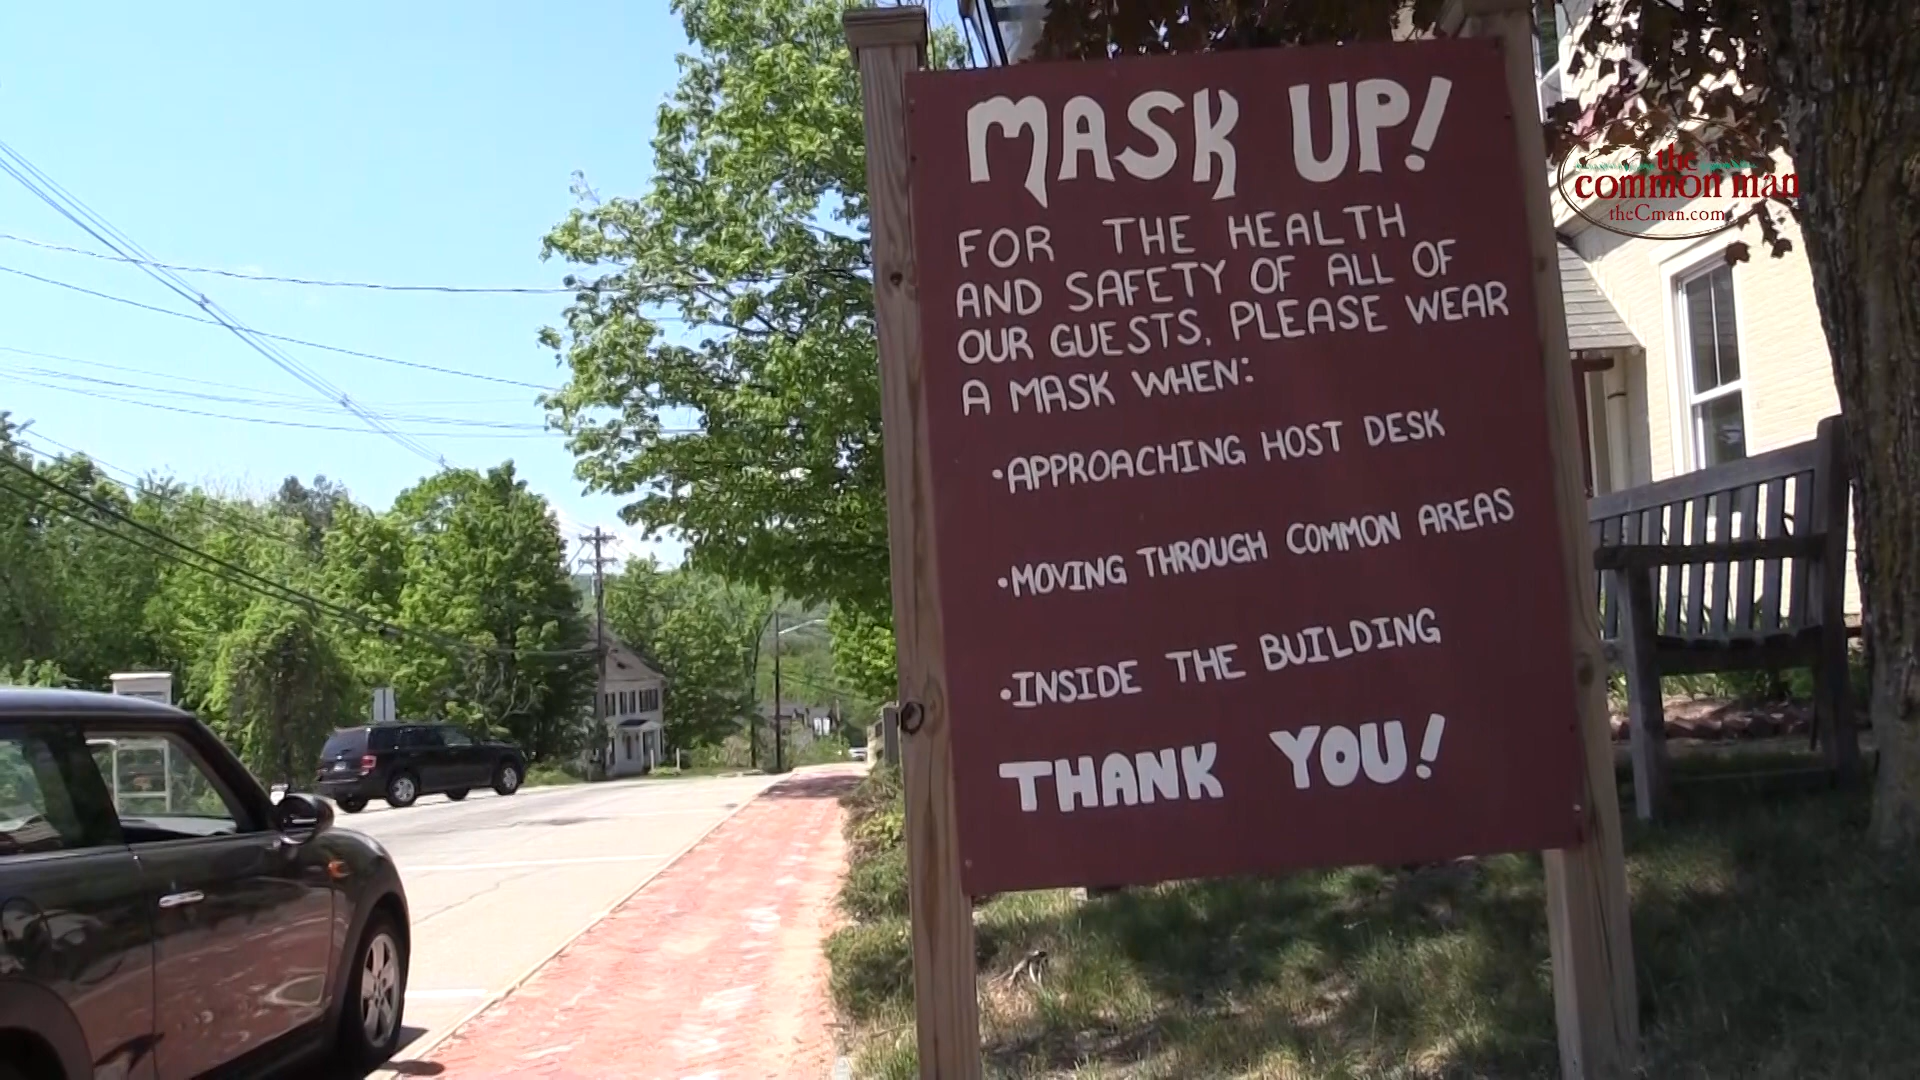 MASK UP!
FOR THE HEALTH
AND SAFETY OF ALL OF
OUR GUESTS, PLEASE WEAR
A MASK WHEN:
•APPROACHING HOST DESK
•MOVING THROUGH COMMON AREAS
•INSIDE THE BUILDING
THANK YOU!
the
common man
theCman.com